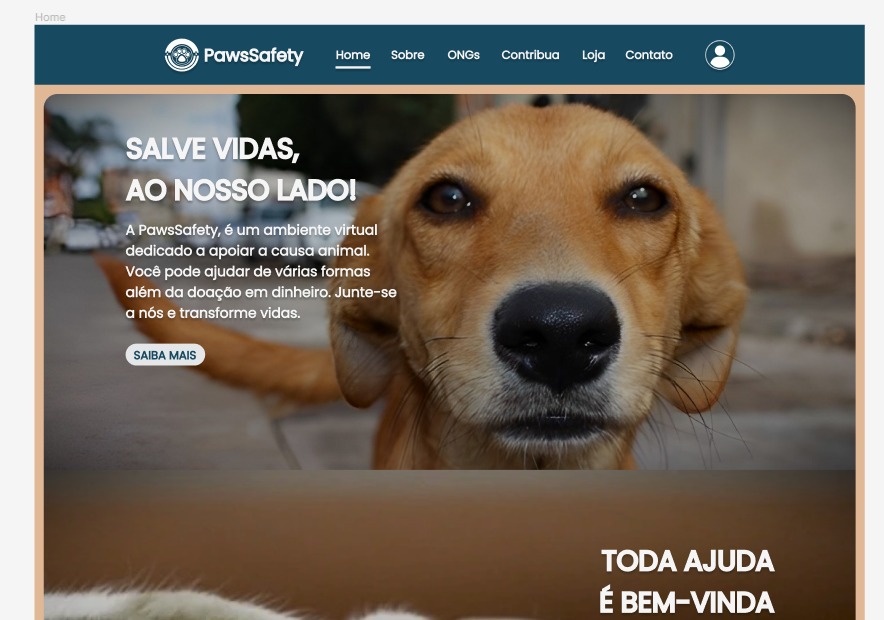 Home
PawsSafety
Home Sobre ONGs Contribua Loja Contato
SALVE VIDAS,
AO NOSSO LADO!
A PawsSafety, é um ambiente virtual
dedicado a apoiar a causa animal.
Você pode ajudar de várias formas
além da doação em dinheiro. Junte-se
a nós e transforme vidas.
SAIBA MAIS
TODA AJUDA
É BEM-VINDA